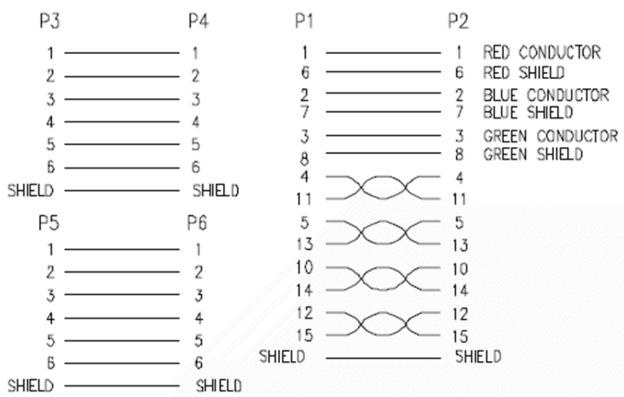 P3 P4
1 1
2 2
3 3
4 4
5 5
6 6
SHIELD SHIELD
P5 P6
1 1
2 2
3 3
4 4
5 5
6 6
SHIELD SHIELD
P1 P2
1 1 RED CONDUCTOR
6 6 RED SHIELD
2 2 BLUE CONDUCTOR
7 7 BLUE SHIELD
3 3 GREEN CONDUCTOR
8 8 GREEN SHIELD
4 4
11 11
5 5
13 13
10 10
14 14
12 12
15 15
SHIELD SHIELD